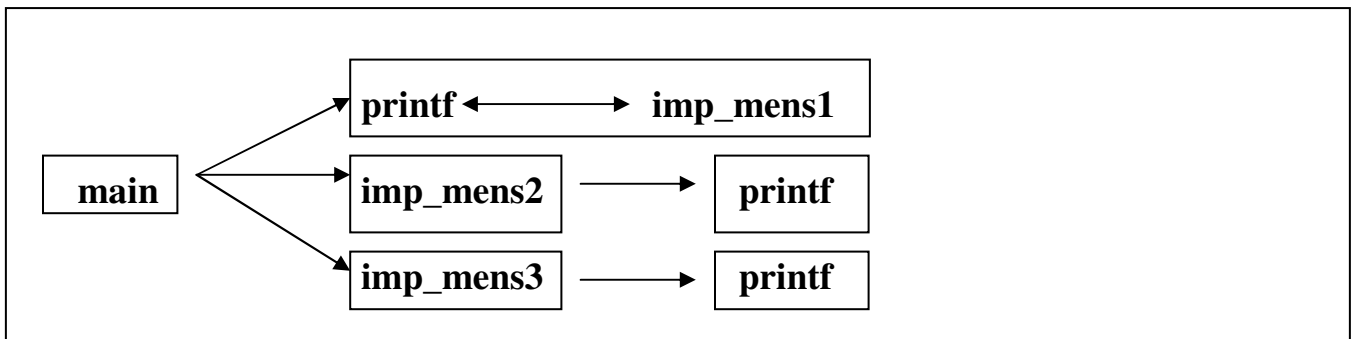 printf imp_mens1
main imp_mens2 printf
imp_mens3 printf